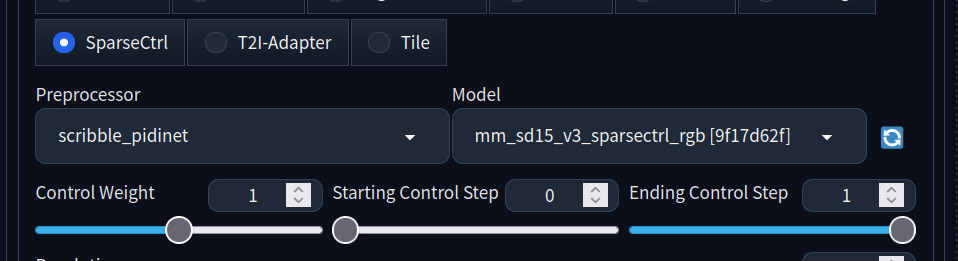 SparseCtrl T2I-Adapter Tile
Preprocessor Model
scribble_pidinet mm_sd15_v3_sparsectrl_rgb [9f17d62f]
Control Weight 1 Starting Control Step 0 Ending Control Step 1